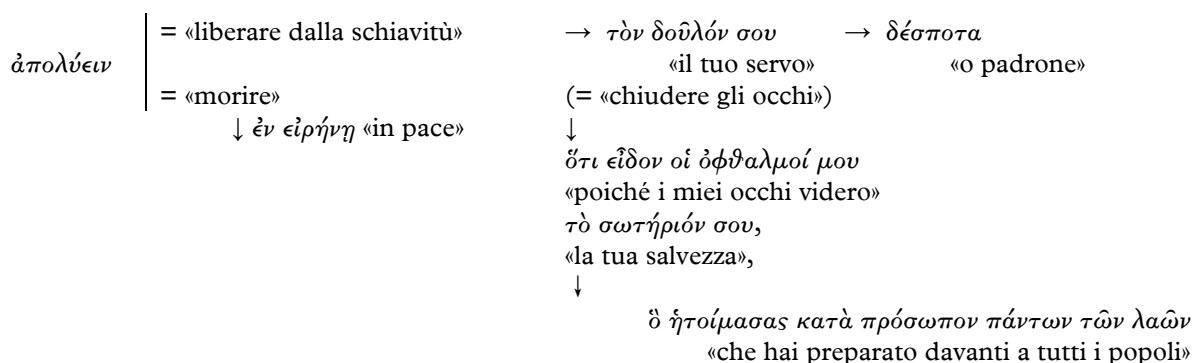 = «liberare dalla schiavitù» → τὸν δοῦλόν σου → δέσποτα
ἀπολύειν «il tuo servo» «o padrone»
= «morire» (= «chiudere gli occhi»)
↓ ἐν εἰρήνῃ «in pace» ↓
ὅτι εἶδον οἱ ὀφθαλμοί μου
«poiché i miei occhi videro»
τὸ σωτήριόν σου,
«la tua salvezza»,
↓
ὃ ἡτοίμασας κατὰ πρόσωπον πάντων τῶν λαῶν
«che hai preparato davanti a tutti i popoli»